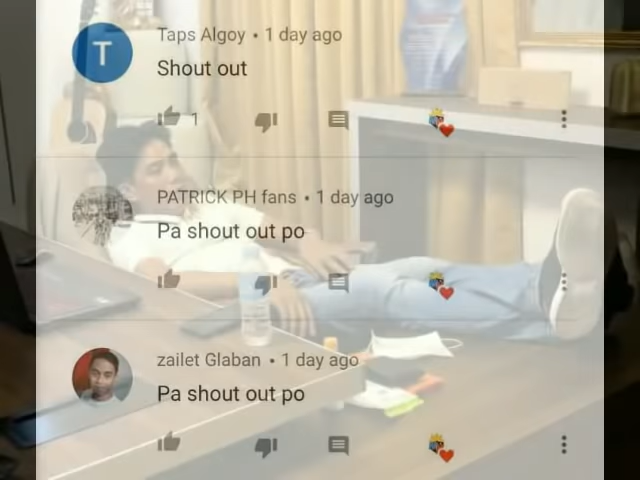 T
Taps Algoy • 1 day ago
Shout out
1
PATRICK PH fans • 1 day ago
Pa shout out po
zailet Glaban • 1 day ago
Pa shout out po